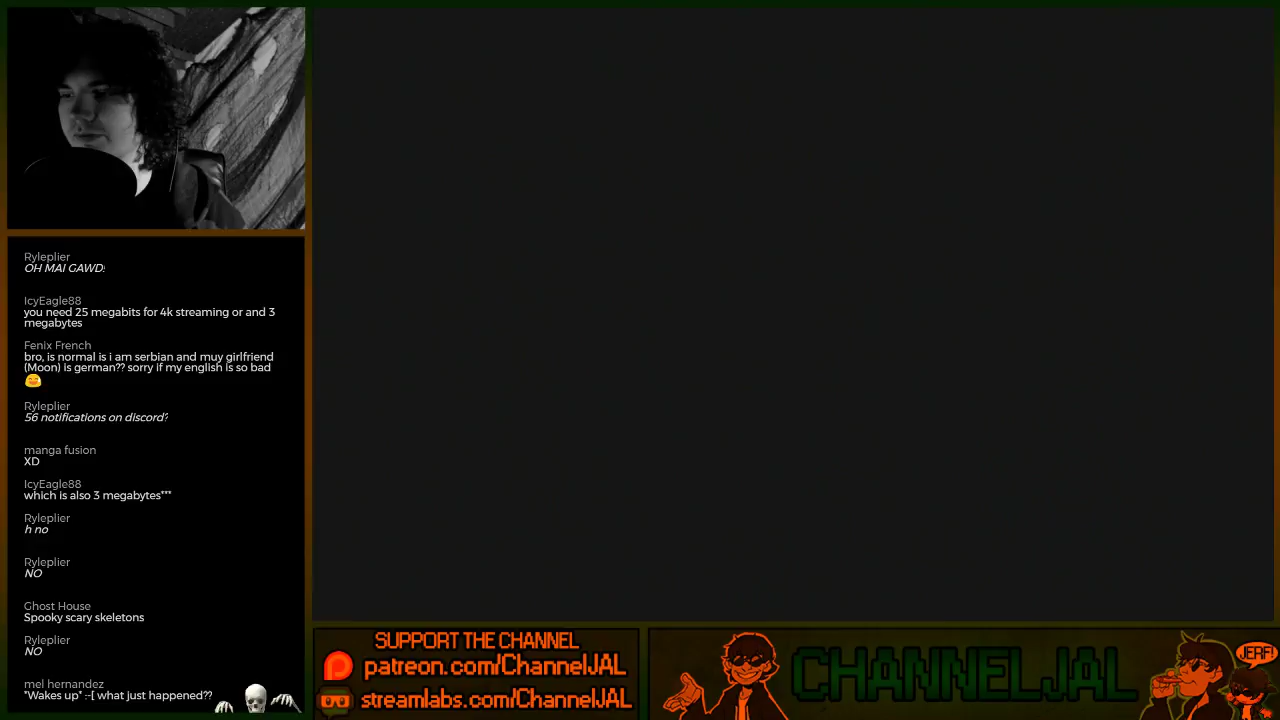 Ryleplier
OH MAI GAWD!
IcyEagle88
you need 25 megabits for 4k streaming or and 3
megabytes
Fenix French
bro, is normal is i am serbian and muy girlfriend
(Moon) is german?? sorry if my english is so bad
Ryleplier
56 notifications on discord?
manga fusion
XD
IcyEagle88
which is also 3 megabytes***
Ryleplier
h no
Ryleplier
NO
Ghost House
Spooky scary skeletons
Ryleplier
NO
mel hernandez
*Wakes up* :-[ what just happened??
SUPPORT THE CHANNEL
patreon.com/ChannelJAL
streamlabs.com/ChannelJAL
CHANNELJAL
JERF!